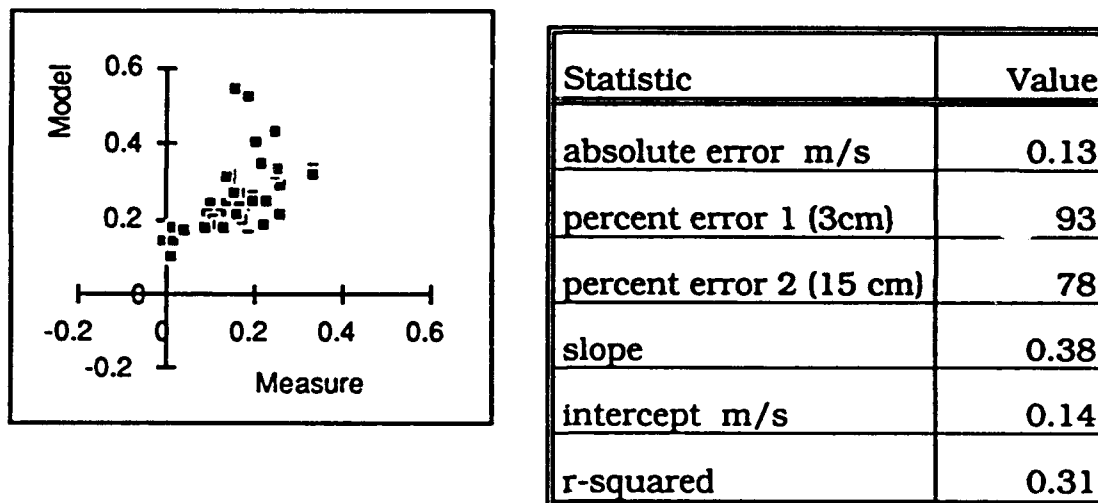 Model
0.6
0.4
0.2
0
-0.2 0 0.2 0.4 0.6
-0.2
Measure
Statistic Value
absolute error m/s 0.13
percent error 1 (3cm) 93
percent error 2 (15 cm) 78
slope 0.38
intercept m/s 0.14
r-squared 0.31